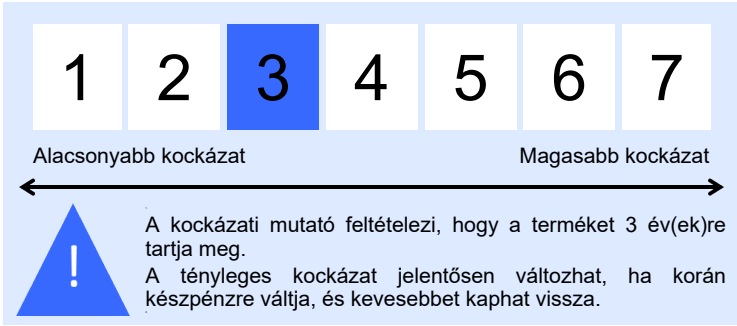 1 2 3 4 5 6 7
Alacsonyabb kockázat Magasabb kockázat
! A kockázati mutató feltételezi, hogy a terméket 3 év(ek)re
tartja meg.
A tényleges kockázat jelentősen változhat, ha korán
készpénzre váltja, és kevesebbet kaphat vissza.